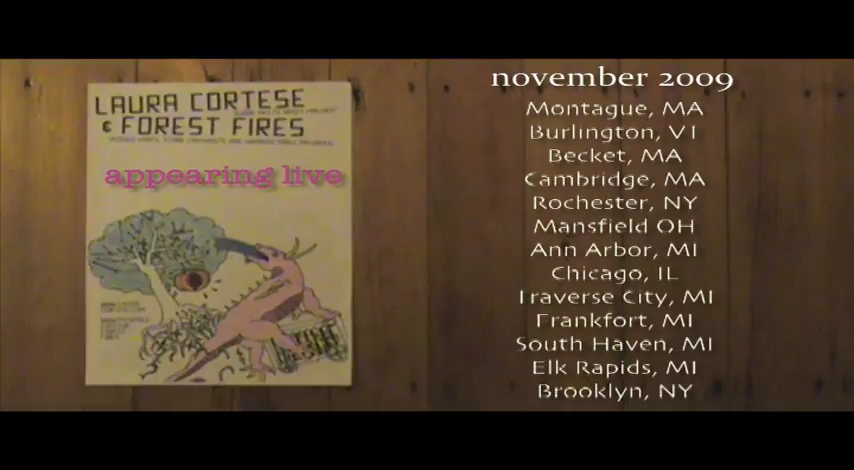 LAURA CORTESE
& FOREST FIRES
appearing live
november 2009
Montague, MA
Burlington, VT
Becket, MA
Cambridge, MA
Rochester, NY
Mansfield OH
Ann Arbor, MI
Chicago, IL
Traverse City, MI
Frankfort, MI
South Haven, MI
Elk Rapids, MI
Brooklyn, NY